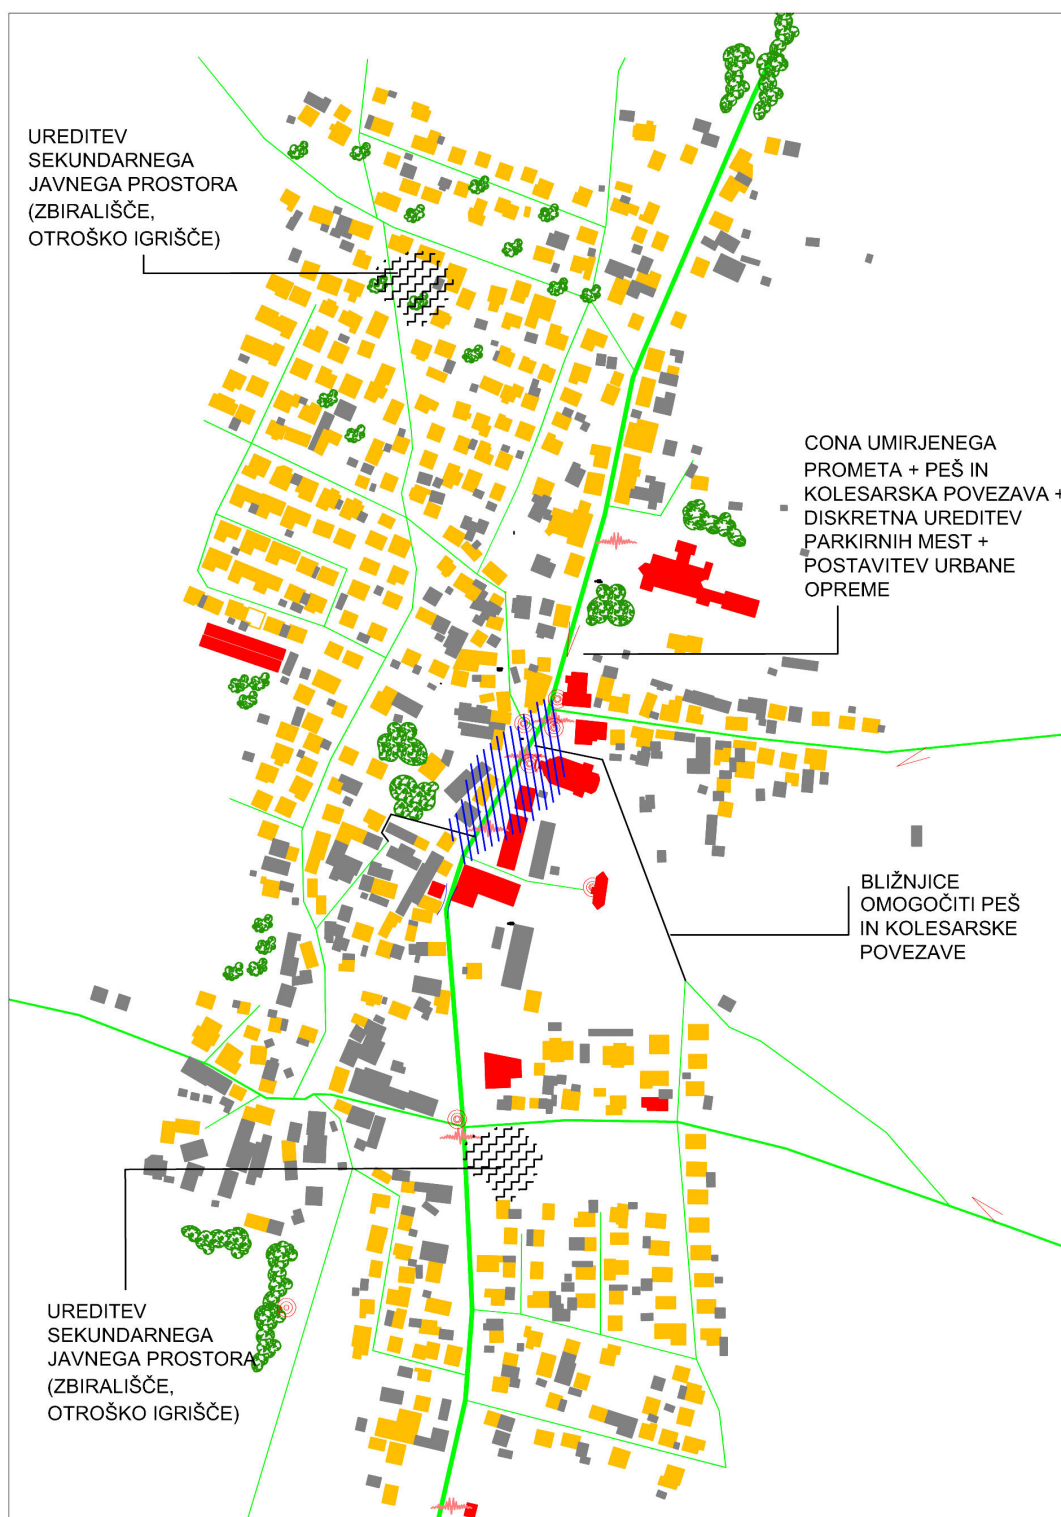 UREDITEV
SEKUNDARNEGA
JAVNEGA PROSTORA
(ZBIRALIŠČE,
OTROŠKO IGRIŠČE)
CONA UMIRJENEGA
PROMETA + PEŠ IN
KOLESARSKA POVEZAVA +
DISKRETNA UREDITEV
PARKIRNIH MEST +
POSTAVITEV URBANE
OPREME
BLIŽNJICE
OMOGOČITI PEŠ
IN KOLESARSKE
POVEZAVE
UREDITEV
SEKUNDARNEGA
JAVNEGA PROSTORA
(ZBIRALIŠČE,
OTROŠKO IGRIŠČE)